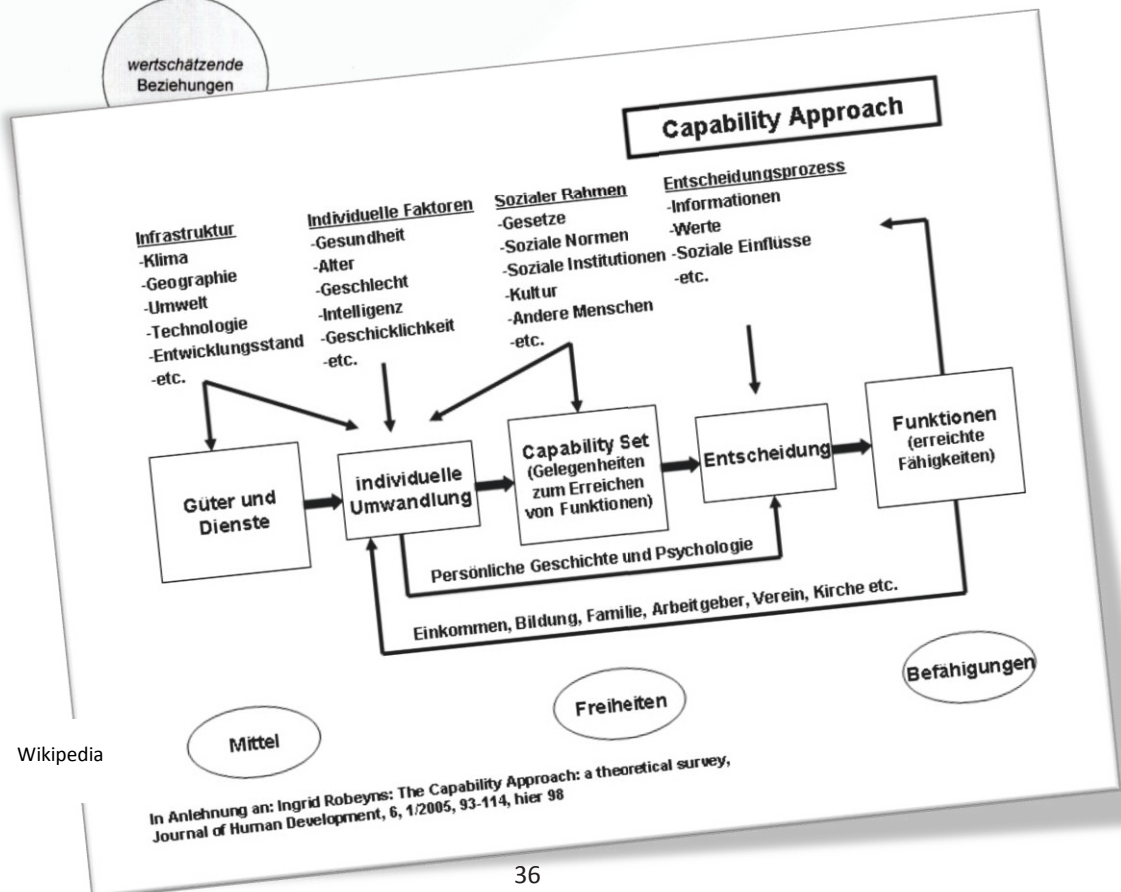 wertschätzende
Beziehungen
Capability Approach
Infrastruktur
-Klima
-Geographie
-Umwelt
-Technologie
-Entwicklungsstand
-etc.
Individuelle Faktoren
-Gesundheit
-Alter
-Geschlecht
-Intelligenz
-Geschicklichkeit
-etc.
Sozialer Rahmen
-Gesetze
-Soziale Normen
-Soziale Institutionen
-Kultur
-Andere Menschen
-etc.
Entscheidungsprozess
-Informationen
-Werte
-Soziale Einflüsse
-etc.
Güter und
Dienste
individuelle
Umwandlung
Capability Set
(Gelegenheiten
zum Erreichen
von Funktionen)
Entscheidung
Funktionen
(erreichte
Fähigkeiten)
Persönliche Geschichte und Psychologie
Einkommen, Bildung, Familie, Arbeitgeber, Verein, Kirche etc.
Mittel
Freiheiten
Befähigungen
Wikipedia
In Anlehnung an: Ingrid Robeyns: The Capability Approach: a theoretical survey,
Journal of Human Development, 6, 1/2005, 93-114, hier 98
36